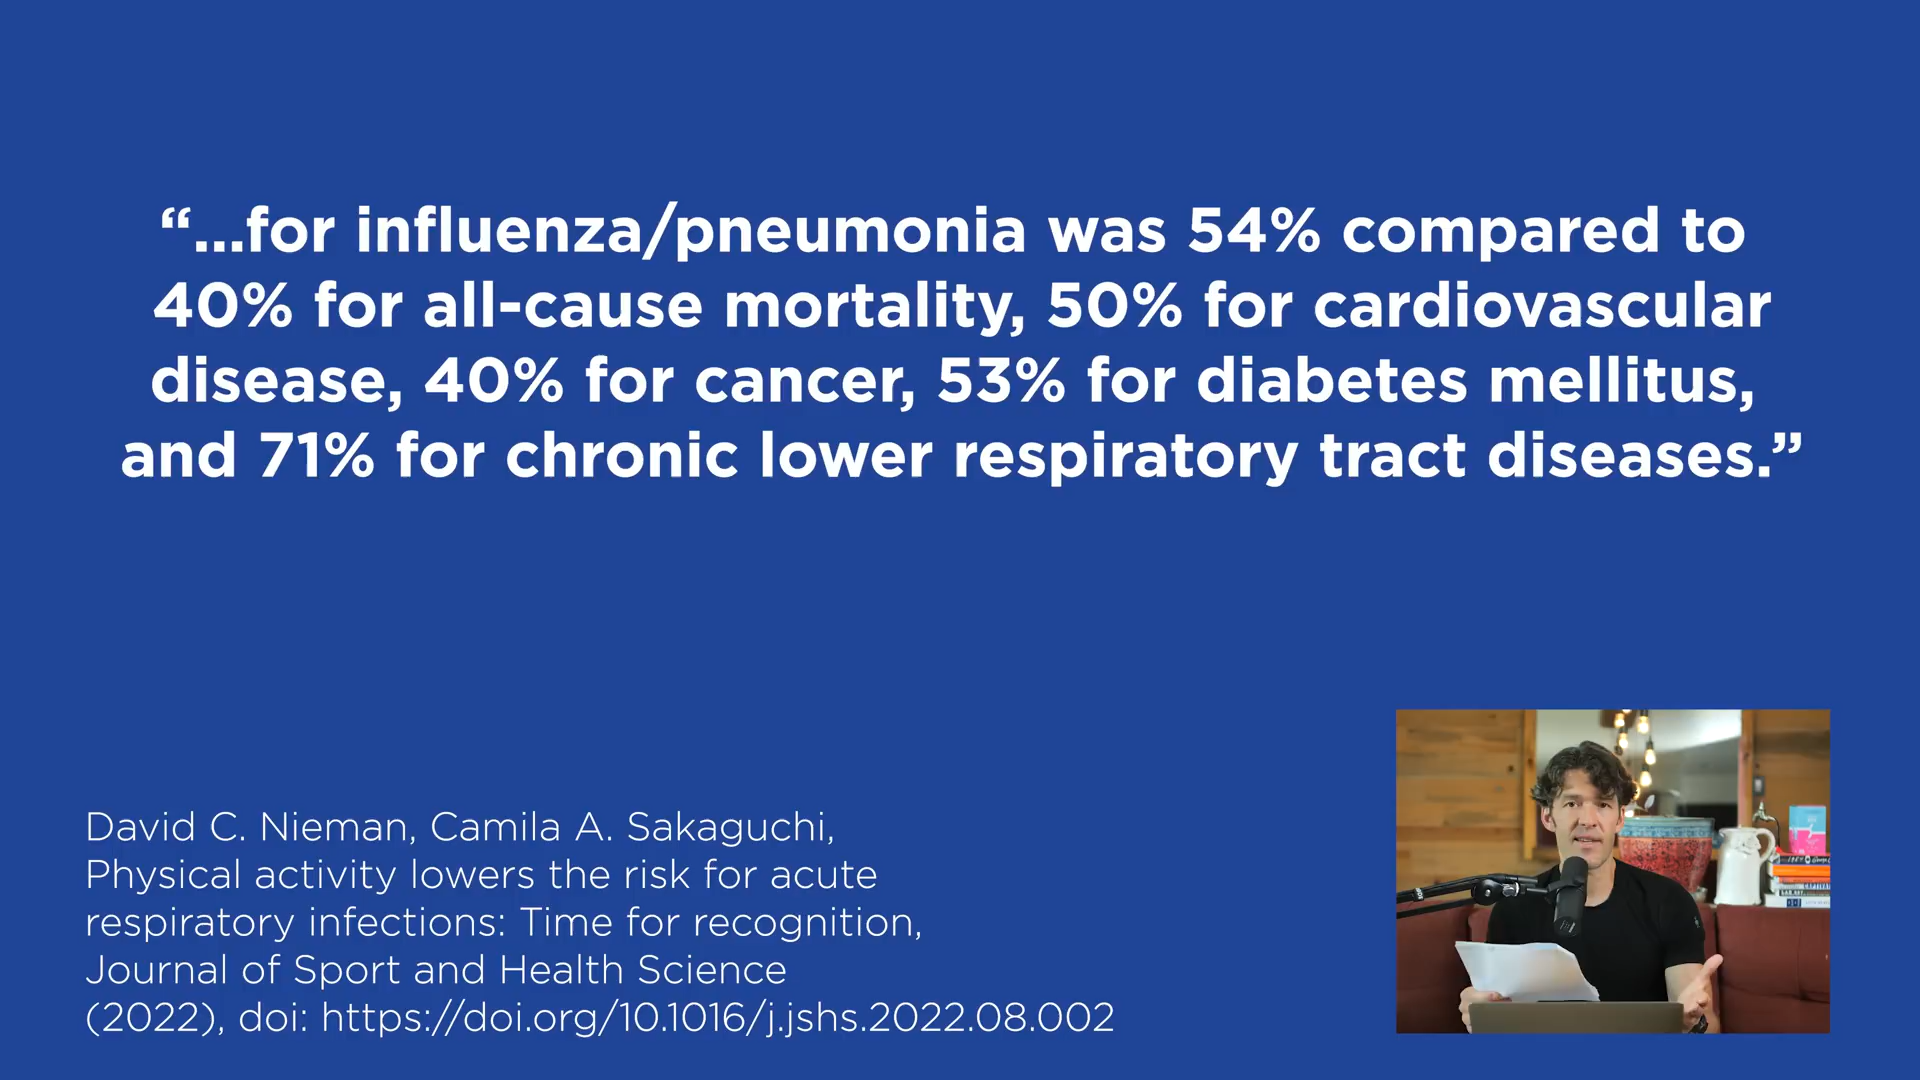 “...for influenza/pneumonia was 54% compared to
40% for all-cause mortality, 50% for cardiovascular
disease, 40% for cancer, 53% for diabetes mellitus,
and 71% for chronic lower respiratory tract diseases.”
David C. Nieman, Camila A. Sakaguchi,
Physical activity lowers the risk for acute
respiratory infections: Time for recognition,
Journal of Sport and Health Science
(2022), doi: https://doi.org/10.1016/j.jshs.2022.08.002